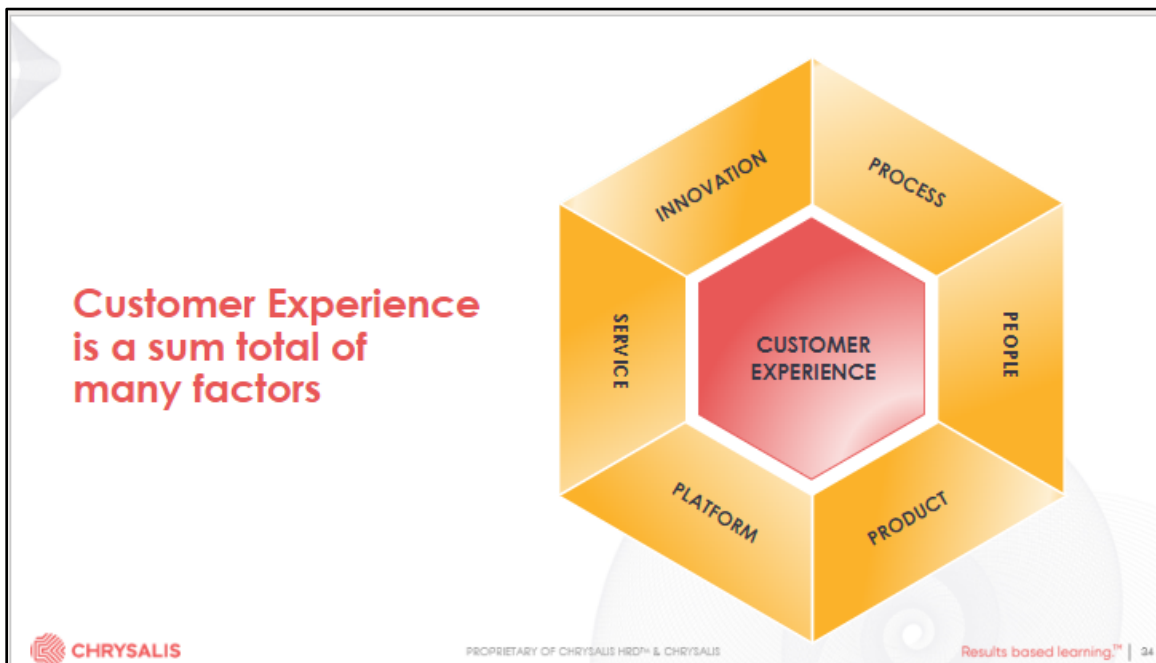 Customer Experience
is a sum total of
many factors
INNOVATION
PROCESS
SERVICE
CUSTOMER
EXPERIENCE
PEOPLE
PLATFORM
PRODUCT
CHRYSALIS
PROPRIETARY OF CHRYSALIS HRD™ & CHRYSALIS
Results based learning.™ | 34